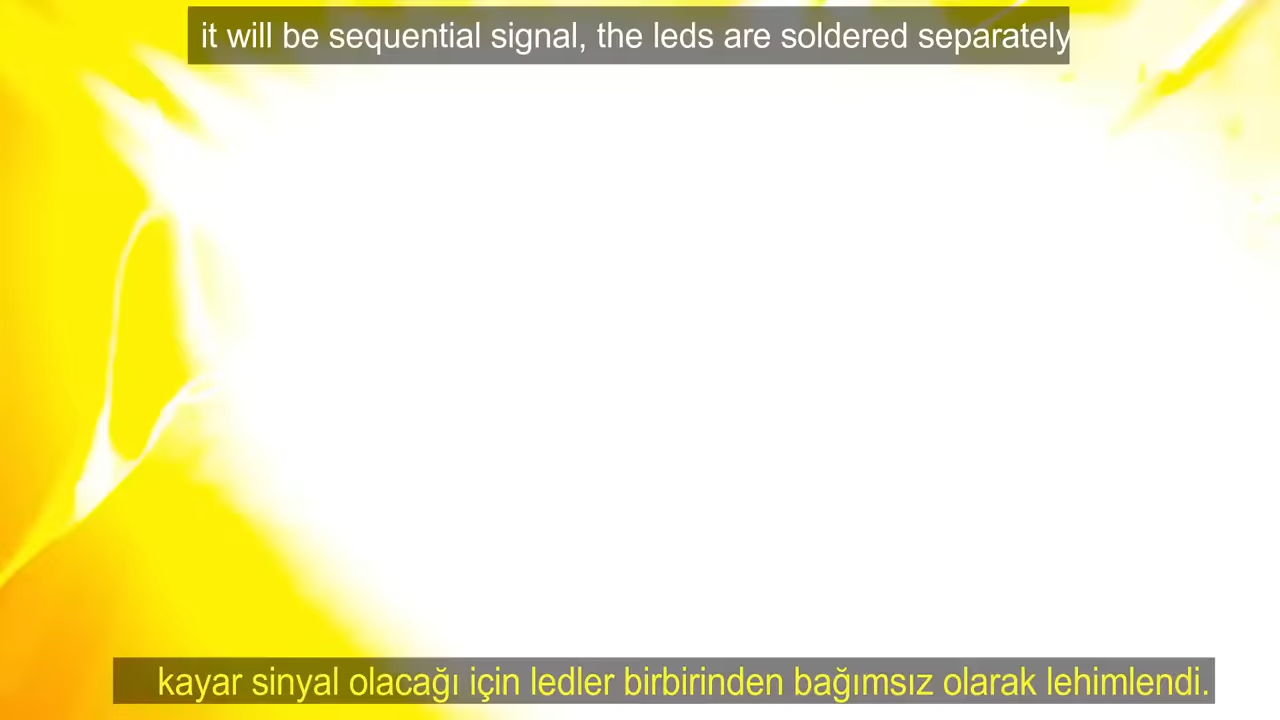 it will be sequential signal, the leds are soldered separately
kayar sinyal olacağı için ledler birbirinden bağımsız olarak lehimlendi.